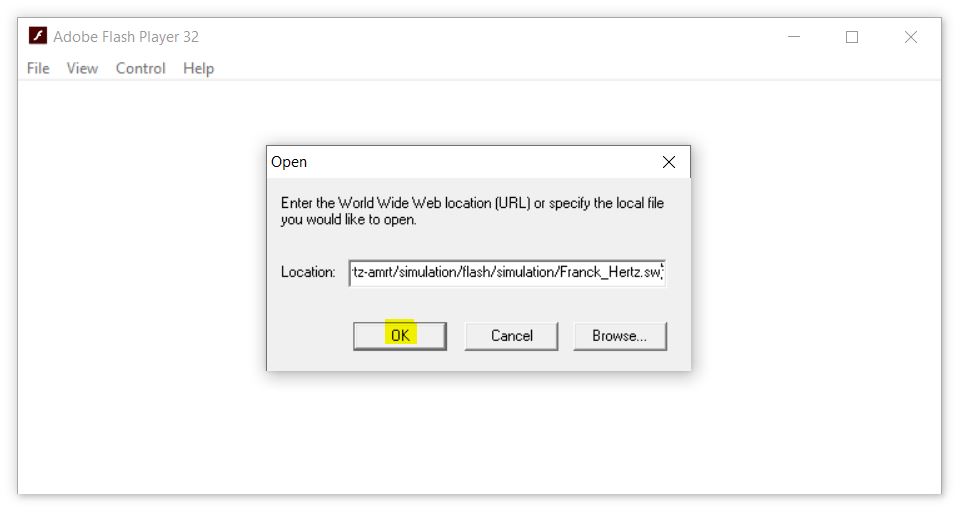 Adobe Flash Player 32
File View Control Help
Open
Enter the World Wide Web location (URL) or specify the local file
you would like to open.
Location: tz-amrt/simulation/flash/simulation/Franck_Hertz.sw
OK Cancel Browse...